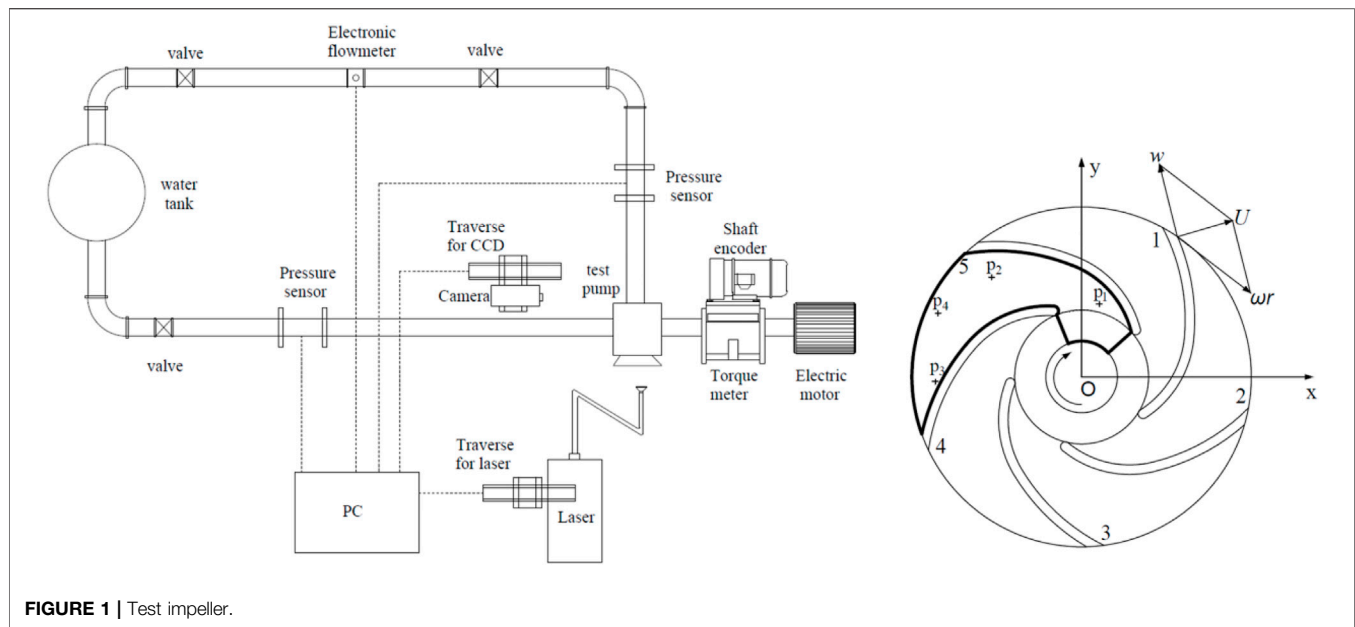 Electronic
flowmeter
valve
valve
water
tank
Pressure
sensor
Traverse
for CCD
Shaft
encoder
Pressure
sensor
Camera
test
pump
valve
Torque
meter
Electric
motor
Traverse
for laser
PC
Laser
y
w
U
1
5
p2
p1
ωr
p4
p3
O
x
2
4
3
FIGURE 1 | Test impeller.